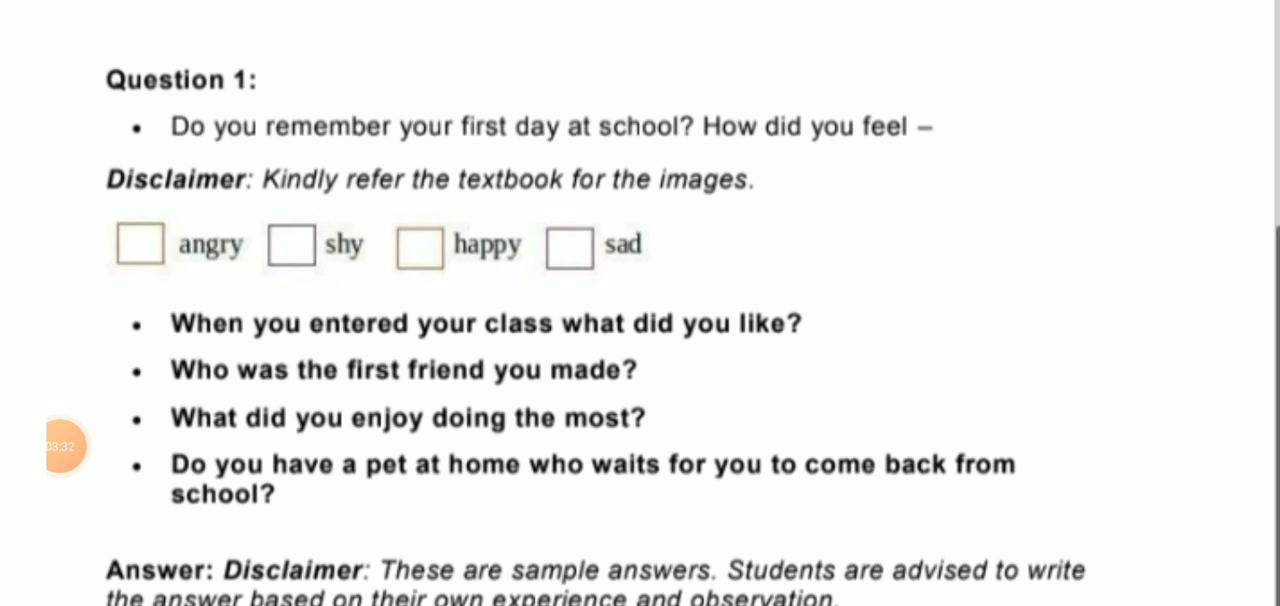 Question 1:
• Do you remember your first day at school? How did you feel –
Disclaimer: Kindly refer the textbook for the images.
angry shy happy sad
• When you entered your class what did you like?
• Who was the first friend you made?
• What did you enjoy doing the most?
03:32
• Do you have a pet at home who waits for you to come back from
school?
Answer: Disclaimer: These are sample answers. Students are advised to write
the answer based on their own experience and observation.